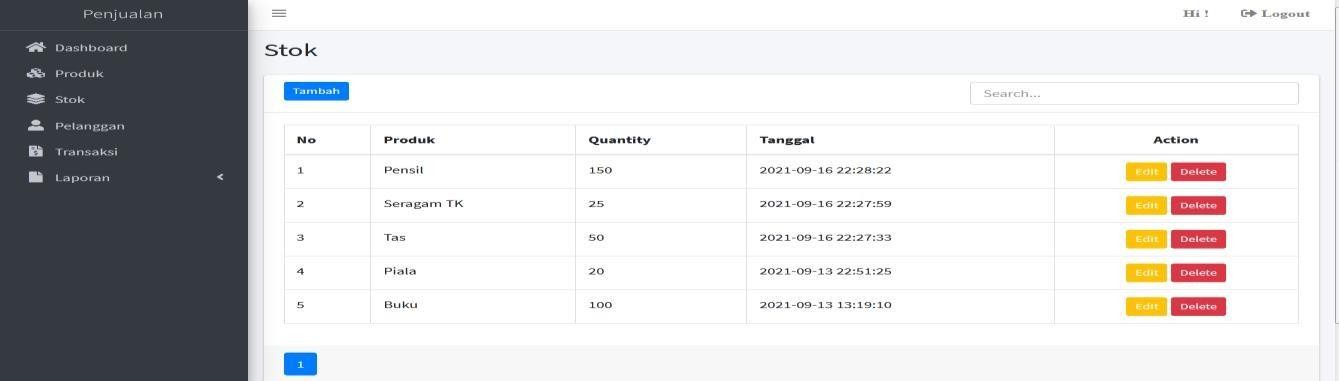 Penjualan
Hi !
Logout
Dashboard
Produk
Stok
Pelanggan
Transaksi
Laporan
Stok
Tambah
Search...
No Produk Quantity Tanggal Action
1 Pensil 150 2021-09-16 22:28:22 Edit Delete
2 Seragam TK 25 2021-09-16 22:27:59 Edit Delete
3 Tas 50 2021-09-16 22:27:33 Edit Delete
4 Piala 20 2021-09-13 22:51:25 Edit Delete
5 Buku 100 2021-09-13 13:19:10 Edit Delete
1